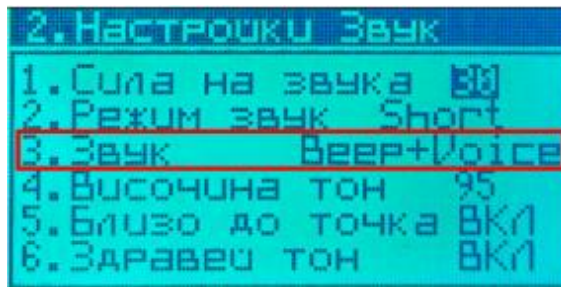 2.Настройки Звук
1.Сила на звука 30
2.Режим звук Short
3.Звук Beep+Voice
4.Височина тон 95
5.Близо до точка ВКЛ
6.Здравей тон ВКЛ